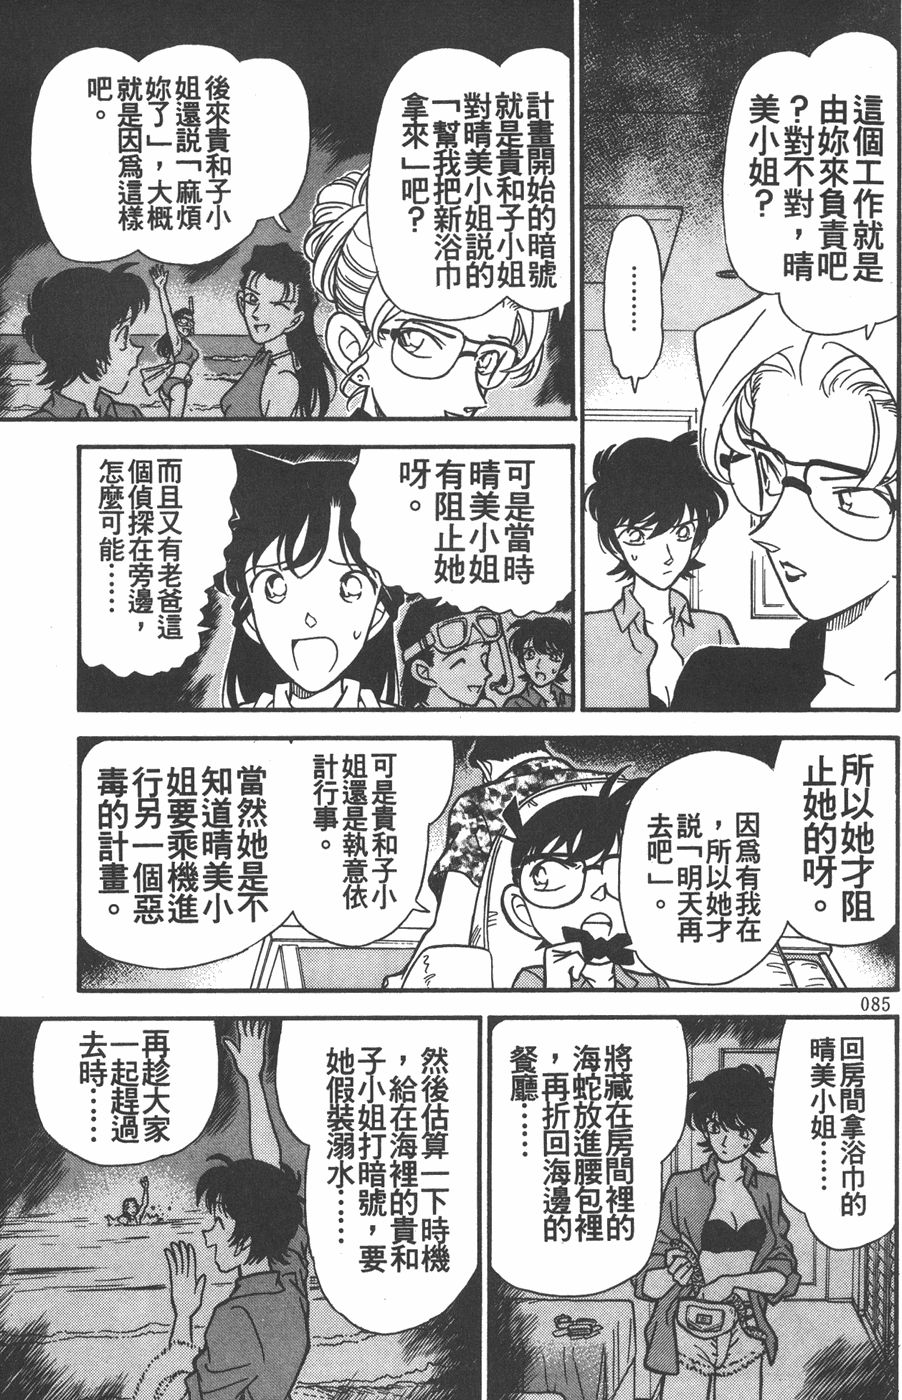 這個工作就是
由妳來負責吧
？對不對，晴
美小姐？
………
計畫開始的暗號
就是貴和子小姐
對晴美小姐說的
「幫我把新浴巾
拿來」吧？
後來貴和子小
姐還說「麻煩
妳了」，大概
就是因為這樣
吧。
可是當時
晴美小姐
有阻止她
呀。
而且又有老爸這
個偵探在旁邊，
怎麼可能……
所以她才阻
止她的呀。
因為有我在
，所以她才
說「明天再
去吧」。
可是貴和子小
姐還是執意依
計行事。
當然她是不
知道晴美小
姐要乘機進
行另一個惡
毒的計畫。
085
回房間拿浴巾的
晴美小姐……
將藏在房間裡的
海蛇放進腰包裡
，再折回海邊的
餐廳……
然後估算一下時機
，給在海裡的貴和
子小姐打暗號，要
她假裝溺水……
再趁大家
一起趕過
去時……